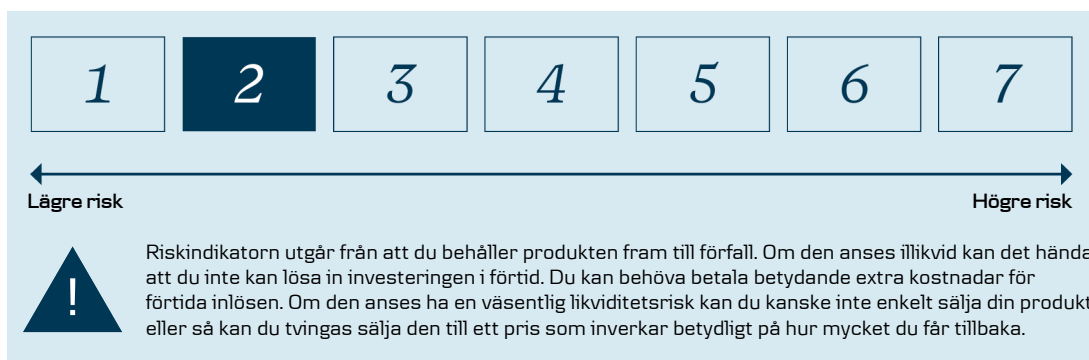 1 2 3 4 5 6 7
Lägre risk Högre risk
Riskindikatorn utgår från att du behåller produkten fram till förfall. Om den anses illikvid kan det hända
att du inte kan lösa in investeringen i förtid. Du kan behöva betala betydande extra kostnadar för
förtida inlösen. Om den anses ha en väsentlig likviditetsrisk kan du kanske inte enkelt sälja din produkt
eller så kan du tvingas sälja den till ett pris som inverkar betydligt på hur mycket du får tillbaka.
!